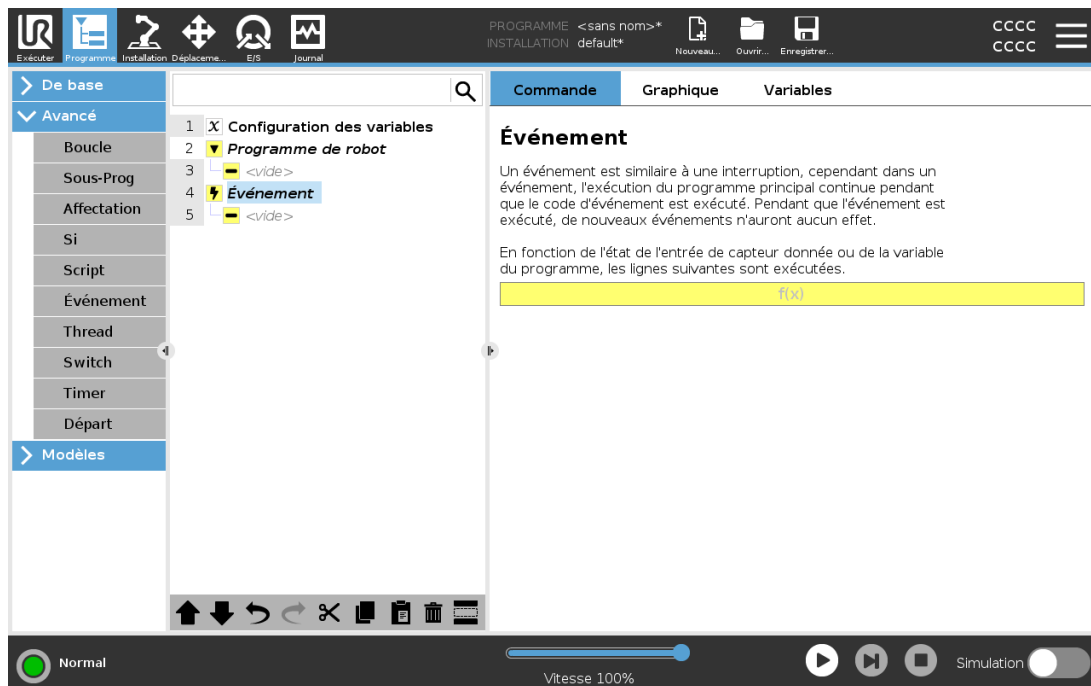 PROGRAMME <sans nom>*
INSTALLATION default*
Exécuter
Programme
Installation
Déplaceme...
E/S
Journal
Nouveau...
Ouvrir...
Enregistrer...
CCCC
CCCC
De base
Avancé
Boucle
Sous-Prog
Affectation
Si
Script
Événement
Thread
Switch
Timer
Départ
Modèles
1 X Configuration des variables
2 Programme de robot
3 <vide>
4 Événement
5 <vide>
Commande
Graphique
Variables
Événement
Un événement est similaire à une interruption, cependant dans un
événement, l'exécution du programme principal continue pendant
que le code d'événement est exécuté. Pendant que l'événement est
exécuté, de nouveaux événements n'auront aucun effet.
En fonction de l'état de l'entrée de capteur donnée ou de la variable
du programme, les lignes suivantes sont exécutées.
f(x)
Normal
Vitesse 100%
Simulation